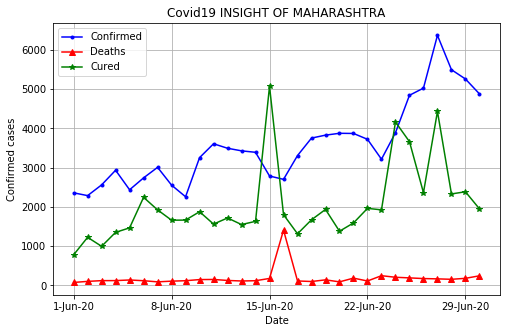 Covid19 INSIGHT OF MAHARASHTRA
Confirmed
Deaths
Cured
6000
5000
4000
3000
2000
1000
0
Confirmed cases
1-Jun-20
8-Jun-20
15-Jun-20
22-Jun-20
29-Jun-20
Date